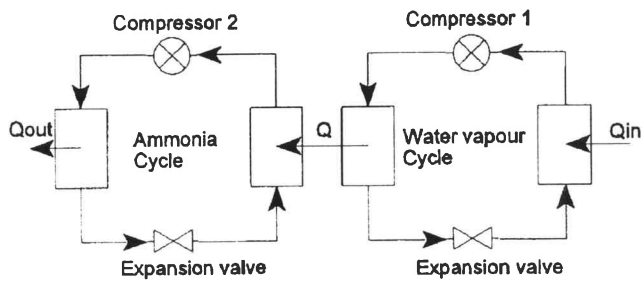 Compressor 2
Compressor 1
Qout
Ammonia
Cycle
Q
Water vapour
Cycle
Qin
Expansion valve
Expansion valve